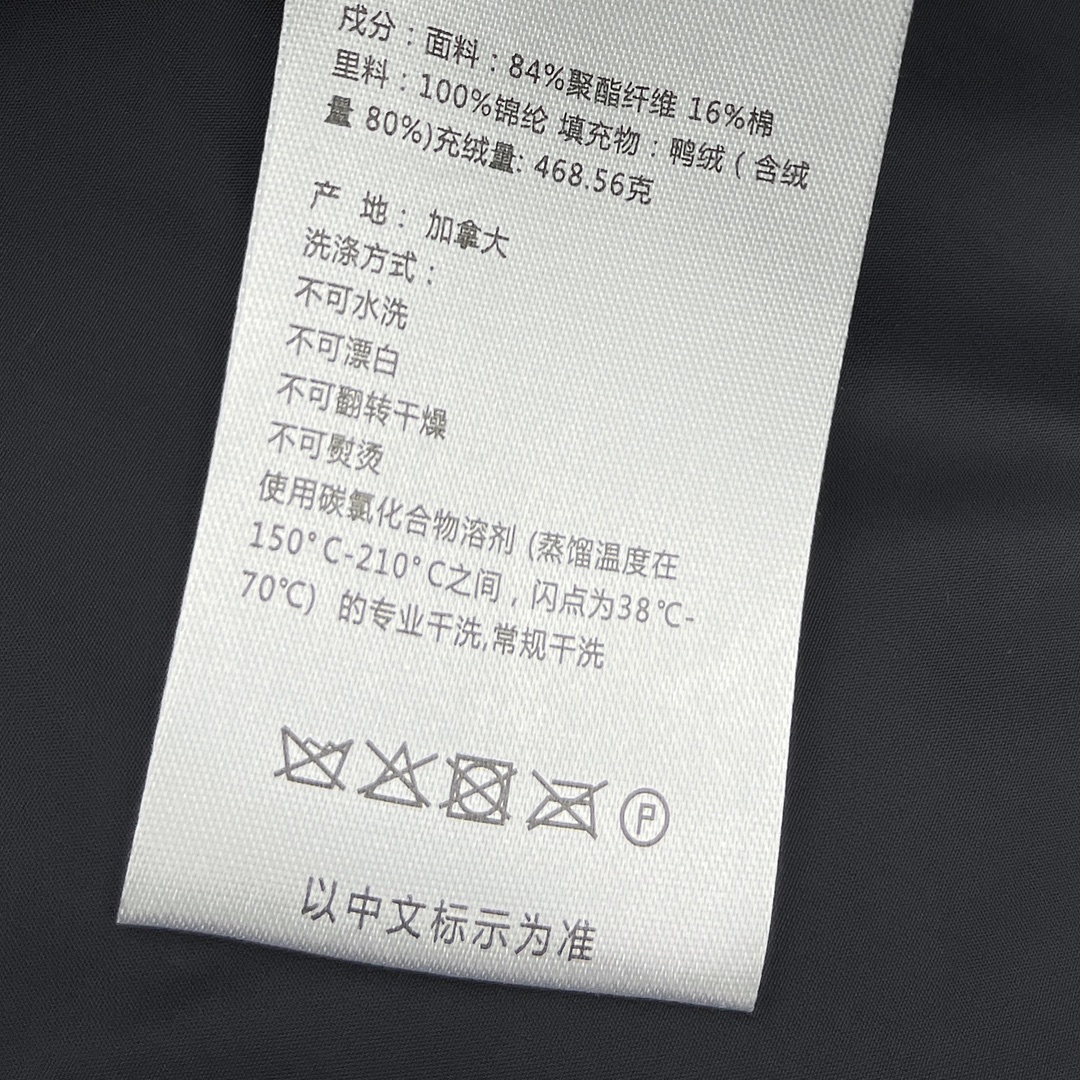 成分：面料：84%聚酯纤维 16%棉
里料：100%锦纶 填充物：鸭绒（含绒
量 80%)充绒量: 468.56克
产 地： 加拿大
洗涤方式：
不可水洗
不可漂白
不可翻转干燥
不可熨烫
使用碳氯化合物溶剂 (蒸馏温度在
150°C-210°C之间，闪点为38℃-
70℃）的专业干洗,常规干洗
P
以中文标示为准